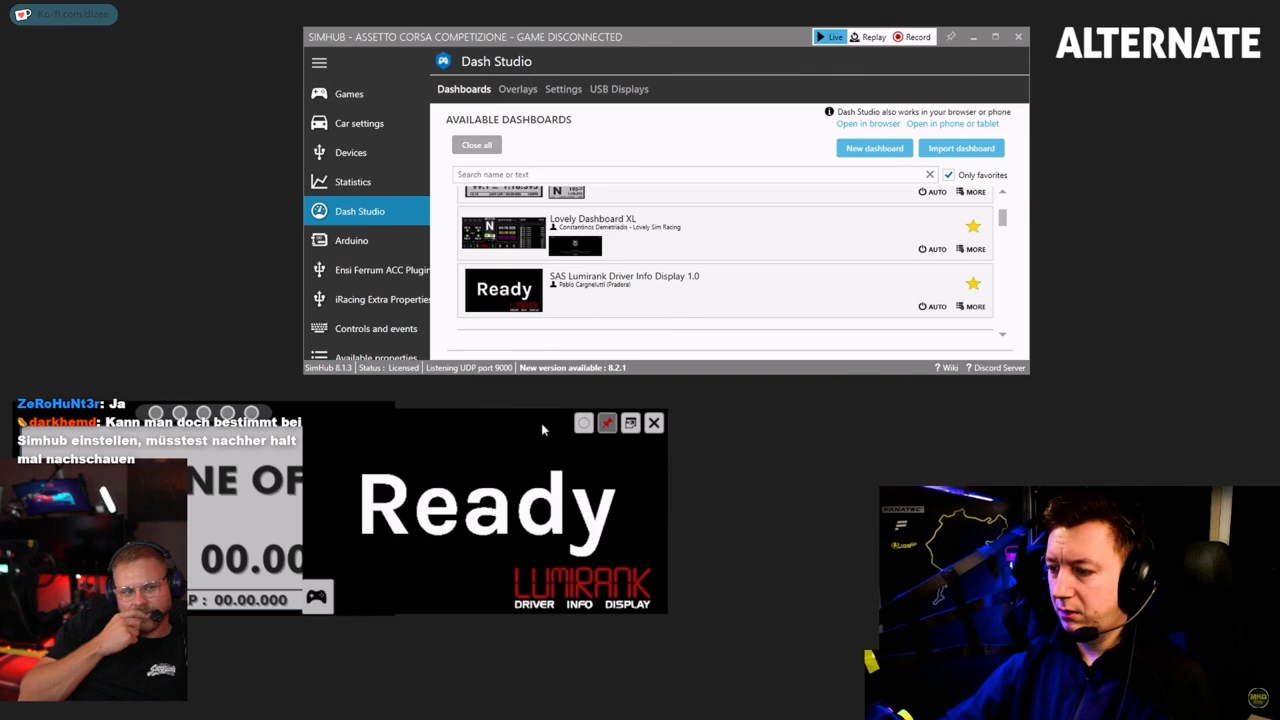 Ko-fi.com/dizee
SIMHUB - ASSETTO CORSA COMPETIZIONE - GAME DISCONNECTED
Live
Replay
Record
ALTERNATE
Dash Studio
Games
Car settings
Devices
Statistics
Dash Studio
Arduino
Ensi Ferrum ACC Plugin
iRacing Extra Properties
Controls and events
Available properties
Dashboards
Overlays
Settings
USB Displays
Dash Studio also works in your browser or phone
AVAILABLE DASHBOARDS
Open in browser
Open in phone or tablet
Close all
New dashboard
Import dashboard
Search name or text
Only favorites
AUTO
MORE
Lovely Dashboard XL
Constantinos Demetriadis - Lovely Sim Racing
AUTO
MORE
Ready
SAS Lumirank Driver Info Display 1.0
Pablo Cargnelutti (Pradera)
AUTO
MORE
SimHub 8.1.3
Status : Licensed
Listening UDP port 9000
New version available : 8.2.1
Wiki
Discord Server
ZeRoHuNt3r: Ja
darkhemd: Kann man doch bestimmt bei
Simhub einstellen, müsstest nachher halt
mal nachschauen
NE OF
00.00
P : 00.00.000
Ready
LUMIRANK
DRIVER INFO DISPLAY
FANATEC